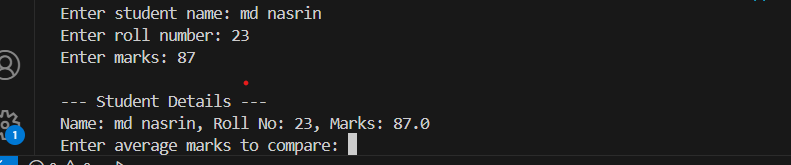 Enter student name: md nasrin
Enter roll number: 23
Enter marks: 87
--- Student Details ---
Name: md nasrin, Roll No: 23, Marks: 87.0
Enter average marks to compare:
1